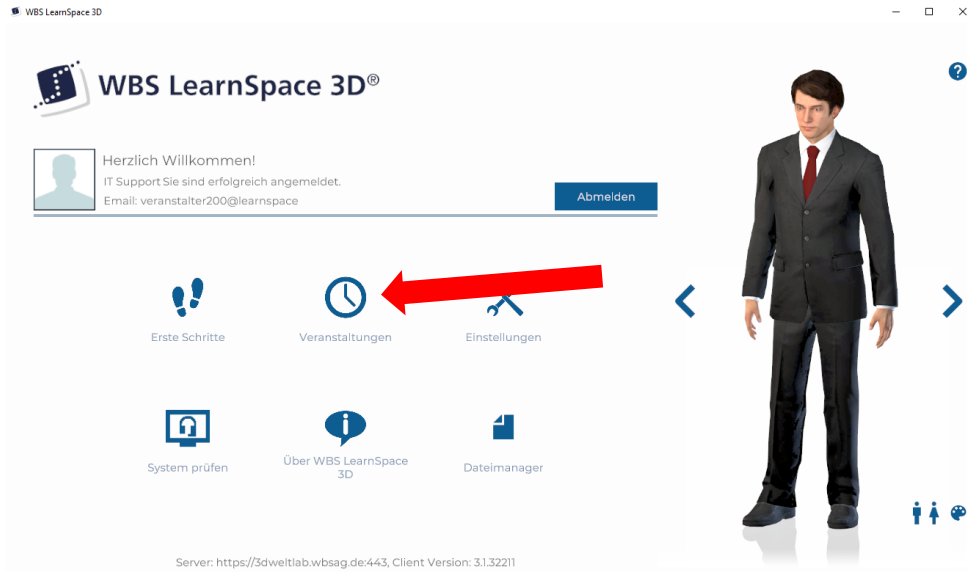 WBS LearnSpace 3D
WBS LearnSpace 3D®
Herzlich Willkommen!
IT Support Sie sind erfolgreich angemeldet.
Email: veranstalter200@learnspace
Abmelden
Erste Schritte
Veranstaltungen
Einstellungen
System prüfen
Über WBS LearnSpace
3D
Dateimanager
Server: https://3dweltlab.wbsag.de:443, Client Version: 3.1.32211